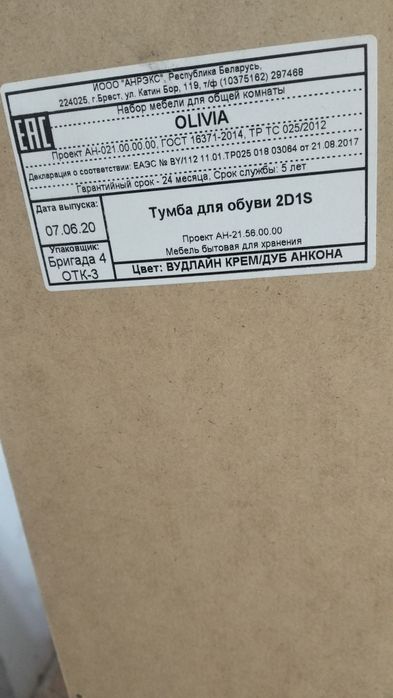 ИООО "АНРЭКС", Республика Беларусь,
224025, г.Брест, ул. Катин Бор, 119, т/ф (10375162) 297468
Набор мебели для общей комнаты
EAC
OLIVIA
Проект АН-021.00.00.00, ГОСТ 16371-2014, ТР ТС 025/2012
Декларация о соответствии: ЕАЭС № BY/112 11.01.ТР025 018 03064 от 21.08.2017
Гарантийный срок - 24 месяца, Срок службы: 5 лет
Дата выпуска:
07.06.20
Упаковщик:
Бригада 4
ОТК-3
Тумба для обуви 2D1S
Проект АН-21.56.00.00
Мебель бытовая для хранения
Цвет: ВУДЛАЙН КРЕМ/ДУБ АНКОНА